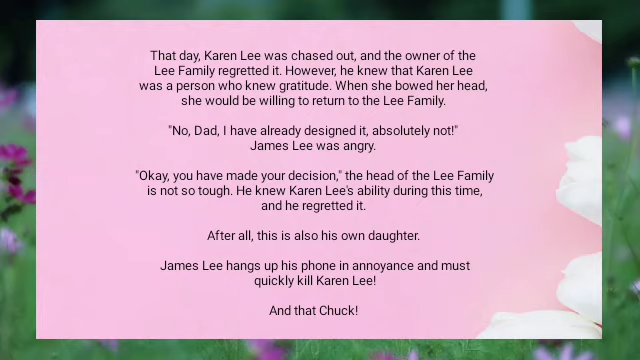 That day, Karen Lee was chased out, and the owner of the
Lee Family regretted it. However, he knew that Karen Lee
was a person who knew gratitude. When she bowed her head,
she would be willing to return to the Lee Family.
"No, Dad, I have already designed it, absolutely not!"
James Lee was angry.
"Okay, you have made your decision," the head of the Lee Family
is not so tough. He knew Karen Lee's ability during this time,
and he regretted it.
After all, this is also his own daughter.
James Lee hangs up his phone in annoyance and must
quickly kill Karen Lee!
And that Chuck!